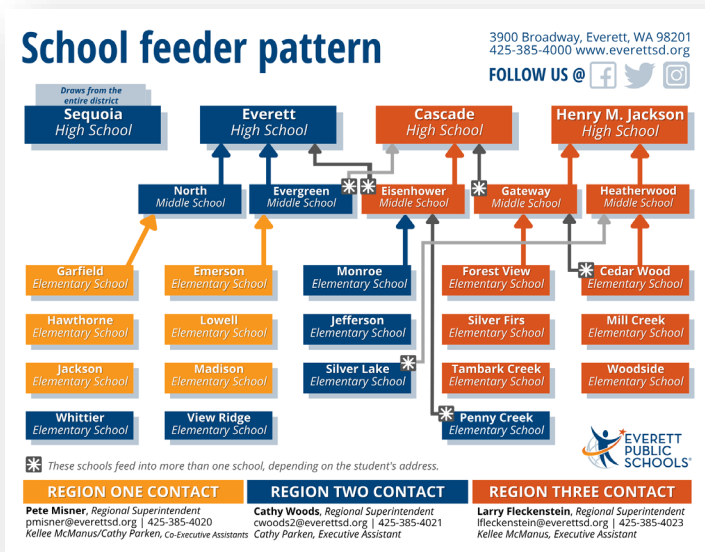 School feeder pattern
3900 Broadway, Everett, WA 98201
425-385-4000 www.everettsd.org
FOLLOW US @
Draws from the
entire district
Sequoia
High School
Everett
High School
Cascade
High School
Henry M. Jackson
High School
North
Middle School
Evergreen
Middle School
Eisenhower
Middle School
Gateway
Middle School
Heatherwood
Middle School
Garfield
Elementary School
Emerson
Elementary School
Monroe
Elementary School
Forest View
Elementary School
Cedar Wood
Elementary School
Hawthorne
Elementary School
Lowell
Elementary School
Jefferson
Elementary School
Silver Firs
Elementary School
Mill Creek
Elementary School
Jackson
Elementary School
Madison
Elementary School
Silver Lake
Elementary School
Tambark Creek
Elementary School
Woodside
Elementary School
Whittier
Elementary School
View Ridge
Elementary School
Penny Creek
Elementary School
EVERETT
PUBLIC
SCHOOLS®
These schools feed into more than one school, depending on the student's address.
REGION ONE CONTACT
Pete Misner, Regional Superintendent
pmisner@everettsd.org | 425-385-4020
Kellee McManus/Cathy Parken, Co-Executive Assistants
REGION TWO CONTACT
Cathy Woods, Regional Superintendent
cwoods2@everettsd.org | 425-385-4021
Cathy Parken, Executive Assistant
REGION THREE CONTACT
Larry Fleckenstein, Regional Superintendent
lfleckenstein@everettsd.org | 425-385-4023
Kellee McManus, Executive Assistant